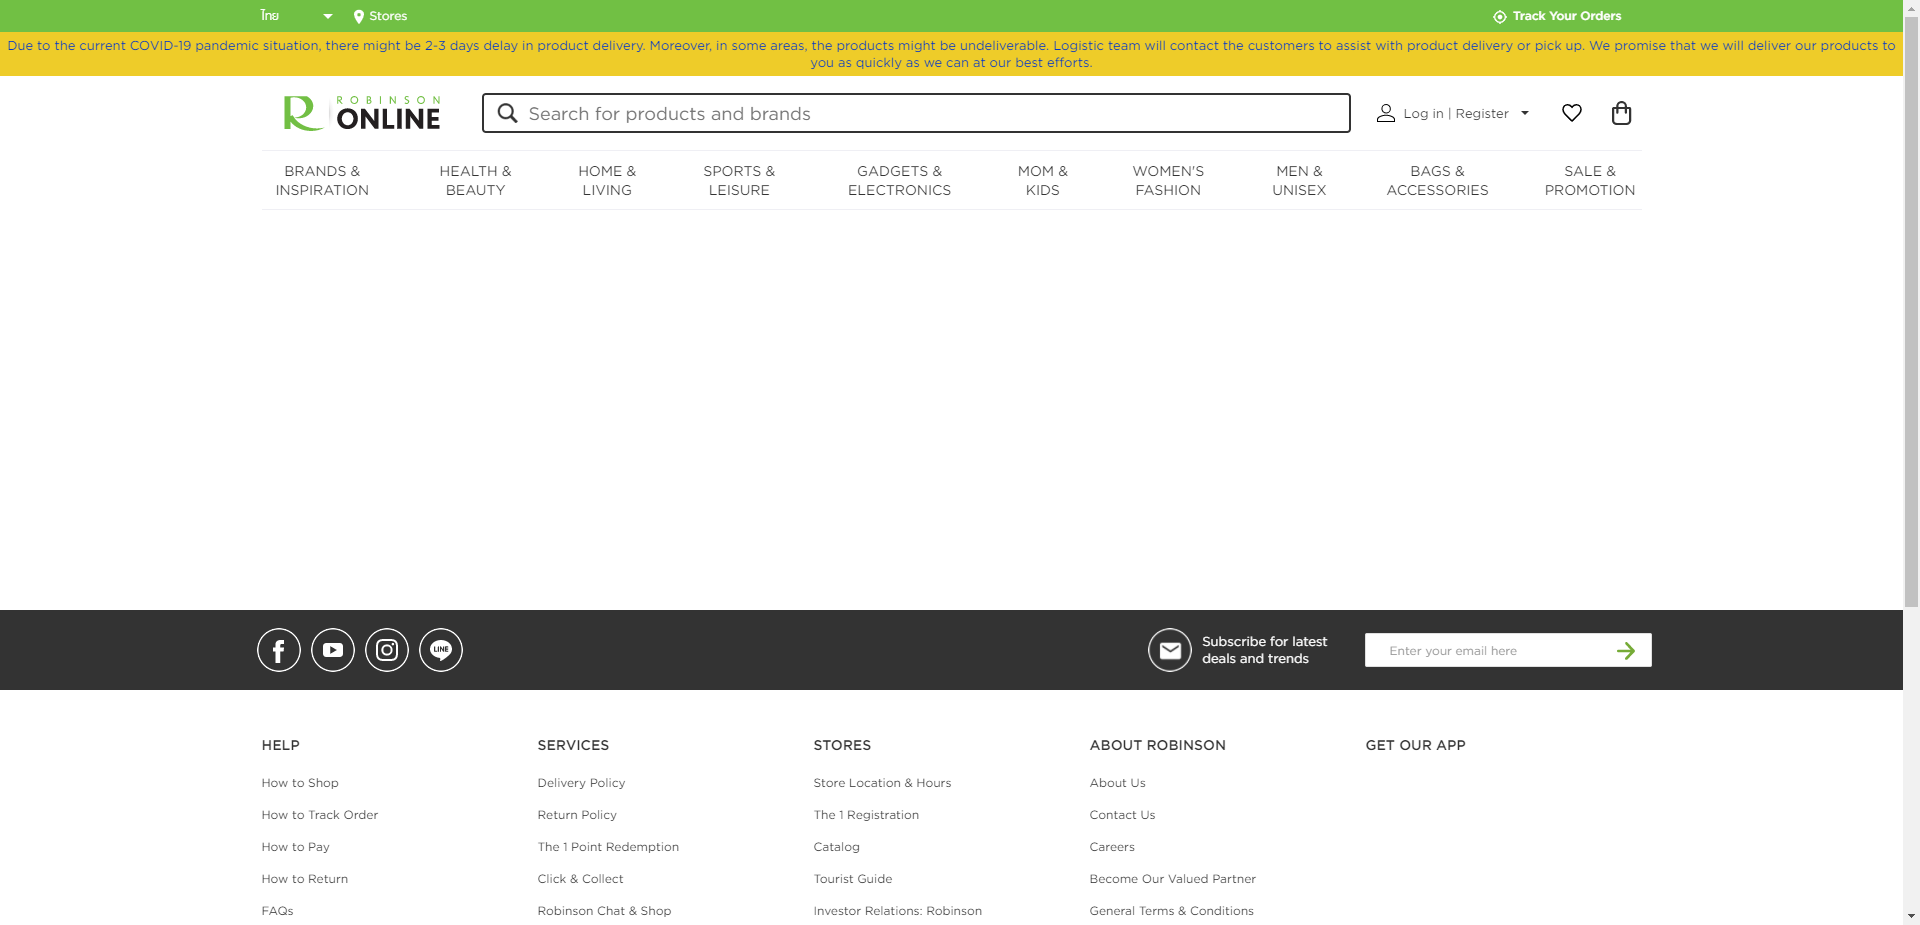 ไทย
Stores
Track Your Orders
Due to the current COVID-19 pandemic situation, there might be 2-3 days delay in product delivery. Moreover, in some areas, the products might be undeliverable. Logistic team will contact the customers to assist with product delivery or pick up. We promise that we will deliver our products to
you as quickly as we can at our best efforts.
R ROBINSON
ONLINE
Search for products and brands
Log in | Register
BRANDS &
INSPIRATION
HEALTH &
BEAUTY
HOME &
LIVING
SPORTS &
LEISURE
GADGETS &
ELECTRONICS
MOM &
KIDS
WOMEN'S
FASHION
MEN &
UNISEX
BAGS &
ACCESSORIES
SALE &
PROMOTION
LINE
Subscribe for latest
deals and trends
Enter your email here
HELP
How to Shop
How to Track Order
How to Pay
How to Return
FAQs
SERVICES
Delivery Policy
Return Policy
The 1 Point Redemption
Click & Collect
Robinson Chat & Shop
STORES
Store Location & Hours
The 1 Registration
Catalog
Tourist Guide
Investor Relations: Robinson
ABOUT ROBINSON
About Us
Contact Us
Careers
Become Our Valued Partner
General Terms & Conditions
GET OUR APP